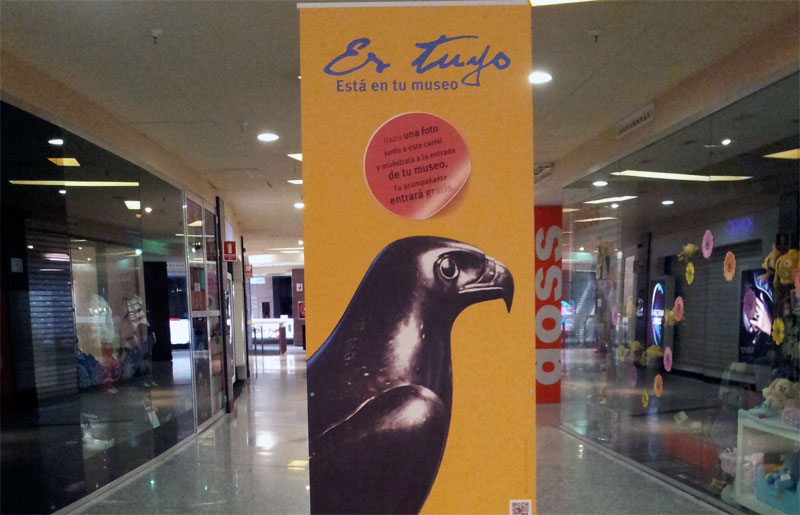 Es tuyo
Está en tu museo
Hazte una foto
junto a este cartel
y muéstrala a la entrada
de tu museo.
Tu acompañante
entrará gratis.
doss